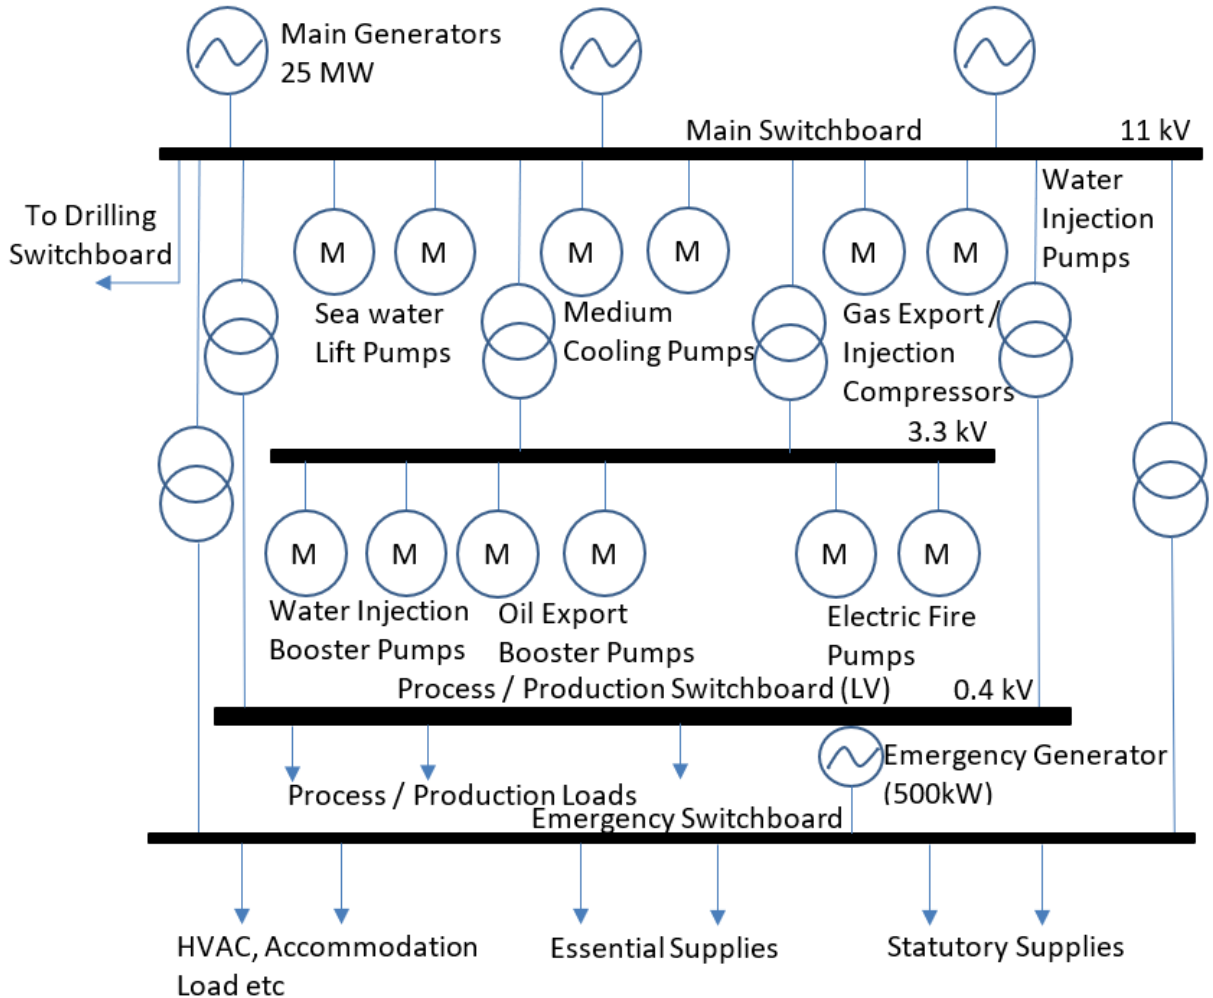 Main Generators
25 MW
Main Switchboard
11 kV
To Drilling
Switchboard
Water
Injection
Pumps
M
M
M
M
M
M
Sea water
Lift Pumps
Medium
Cooling Pumps
Gas Export/
Injection
Compressors
3.3 kV
M
M
M
M
M
M
Water Injection
Booster Pumps
Oil Export
Booster Pumps
Electric Fire
Pumps
Process / Production Switchboard (LV)
0.4 kV
Emergency Generator
(500kW)
Process / Production Loads
Emergency Switchboard
HVAC, Accommodation
Load etc
Essential Supplies
Statutory Supplies